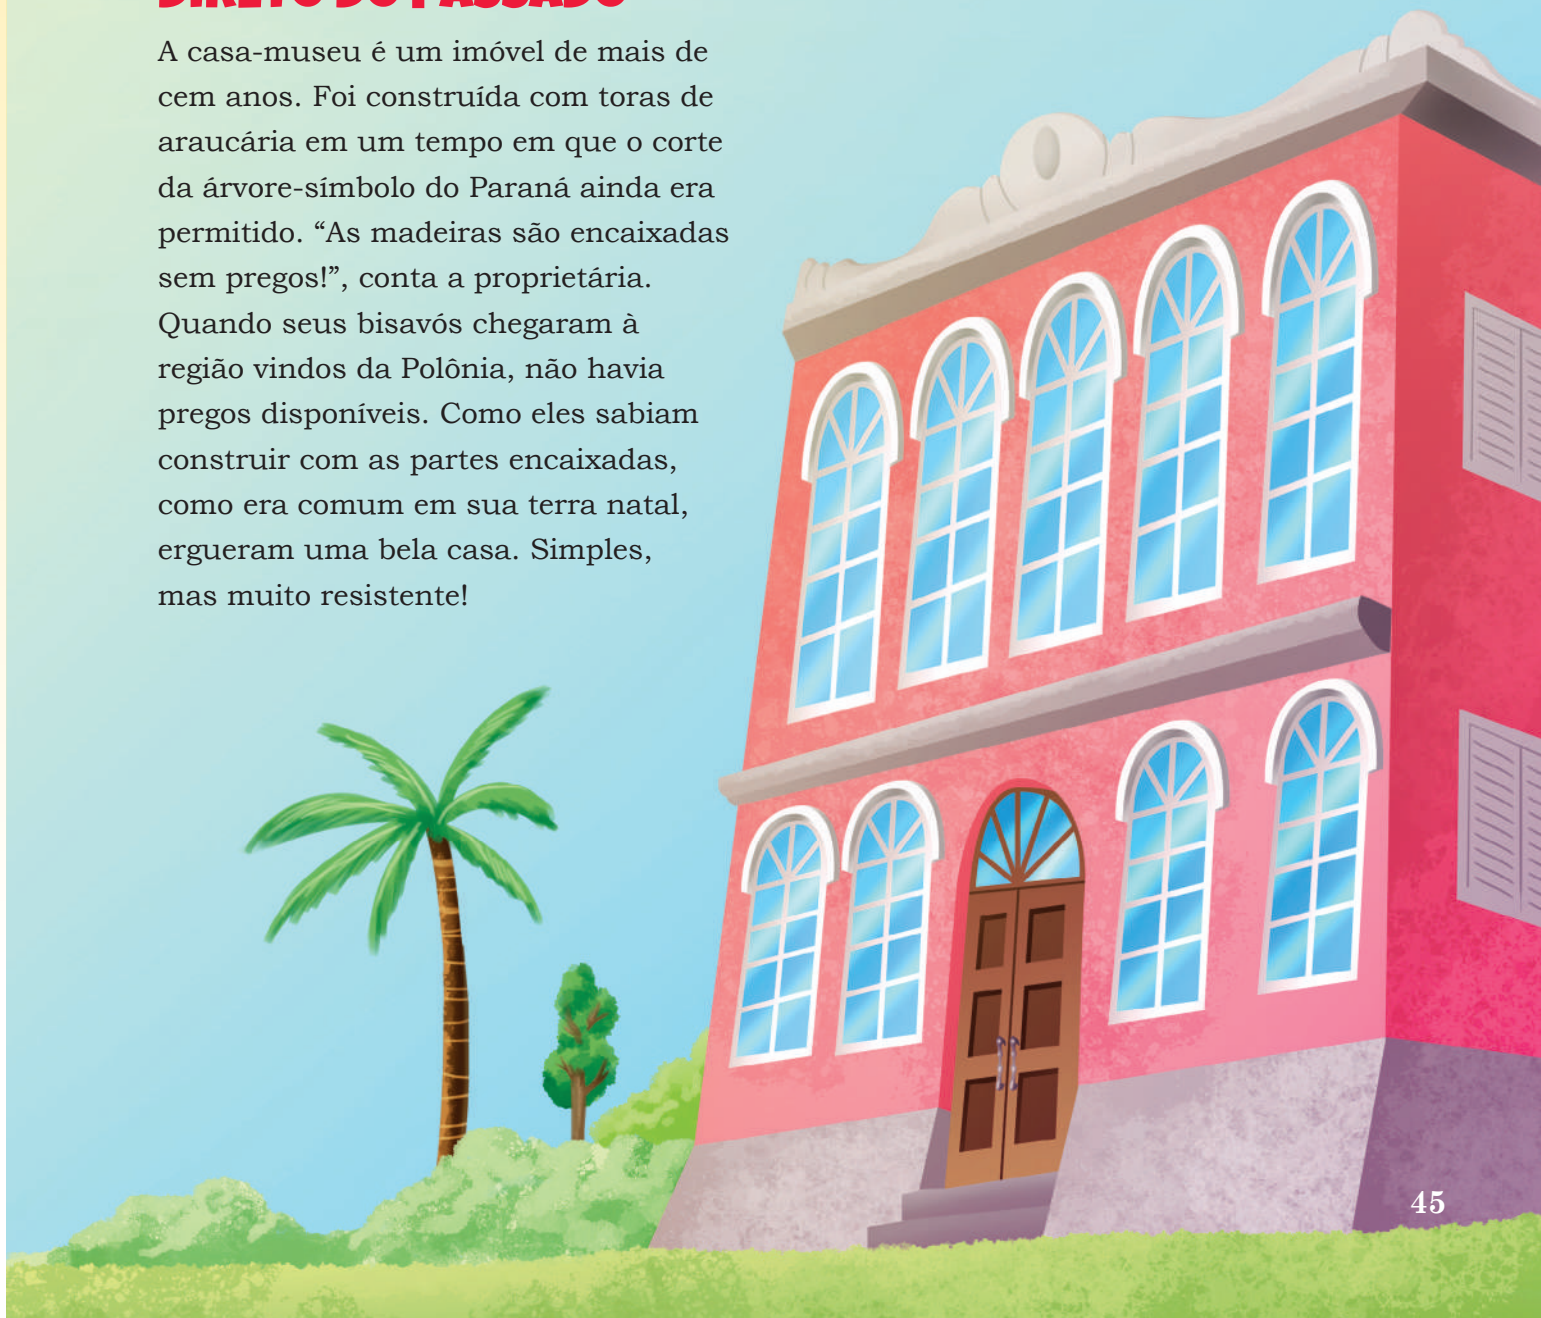 DIRETO DO PASSADO
A casa-museu é um imóvel de mais de
cem anos. Foi construída com toras de
araucária em um tempo em que o corte
da árvore-símbolo do Paraná ainda era
permitido. “As madeiras são encaixadas
sem pregos!”, conta a proprietária.
Quando seus bisavós chegaram à
região vindos da Polônia, não havia
pregos disponíveis. Como eles sabiam
construir com as partes encaixadas,
como era comum em sua terra natal,
ergueram uma bela casa. Simples,
mas muito resistente!
45